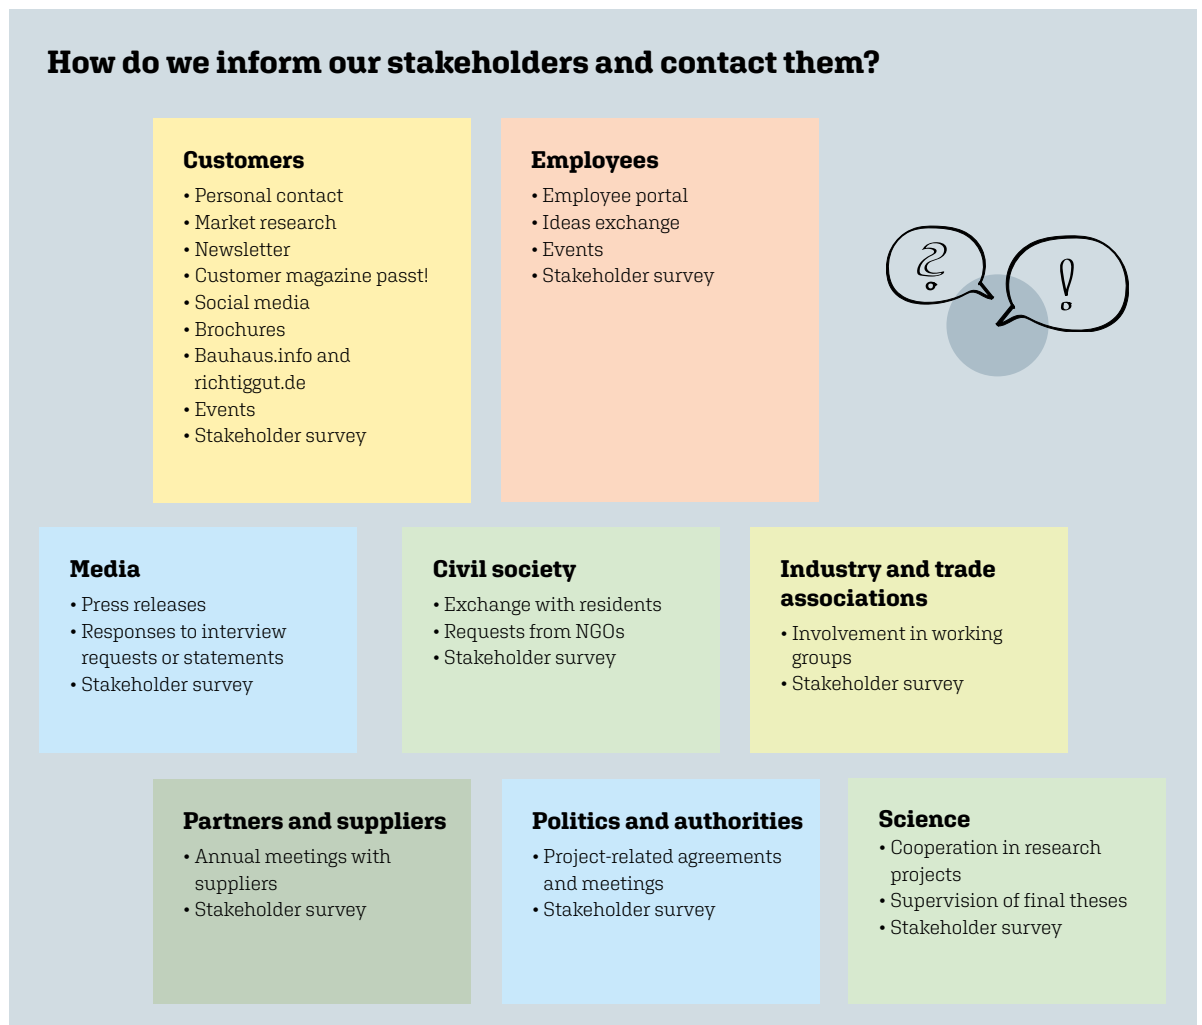 How do we inform our stakeholders and contact them?
Customers
• Personal contact
• Market research
• Newsletter
• Customer magazine passt!
• Social media
• Brochures
• Bauhaus.info and
richtiggut.de
• Events
• Stakeholder survey
Employees
• Employee portal
• Ideas exchange
• Events
• Stakeholder survey
?
!
Media
• Press releases
• Responses to interview
requests or statements
• Stakeholder survey
Civil society
• Exchange with residents
• Requests from NGOs
• Stakeholder survey
Industry and trade
associations
• Involvement in working
groups
• Stakeholder survey
Partners and suppliers
• Annual meetings with
suppliers
• Stakeholder survey
Politics and authorities
• Project-related agreements
and meetings
• Stakeholder survey
Science
• Cooperation in research
projects
• Supervision of final theses
• Stakeholder survey